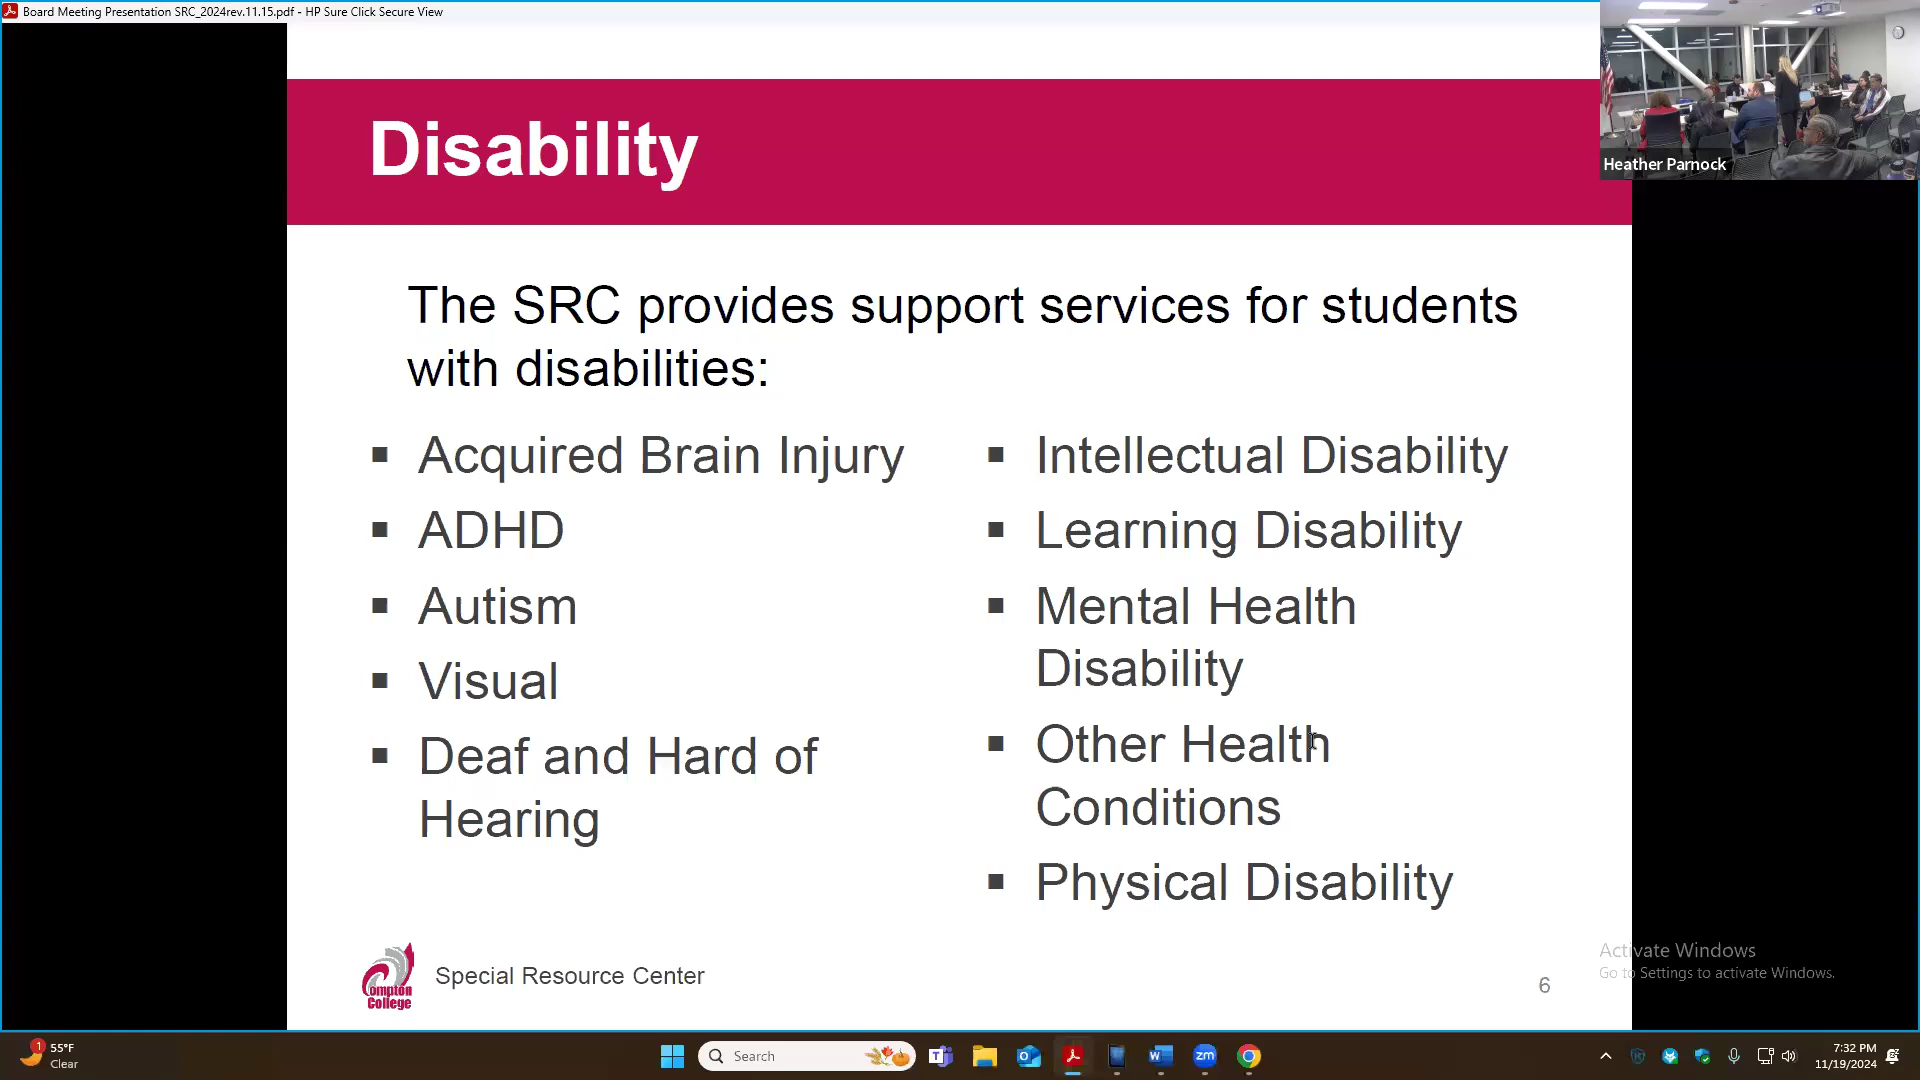 Board Meeting Presentation SRC_2024rev.11.15.pdf - HP Sure Click Secure View
Heather Parnock
Disability
The SRC provides support services for students
with disabilities:
▪ Acquired Brain Injury
▪ ADHD
▪ Autism
▪ Visual
▪ Deaf and Hard of
Hearing
▪ Intellectual Disability
▪ Learning Disability
▪ Mental Health
Disability
▪ Other Health
Conditions
▪ Physical Disability
Compton
College
Special Resource Center
6
Activate Windows
Go to Settings to activate Windows.
1
55°F
Clear
Search
zm
7:32 PM
11/19/2024